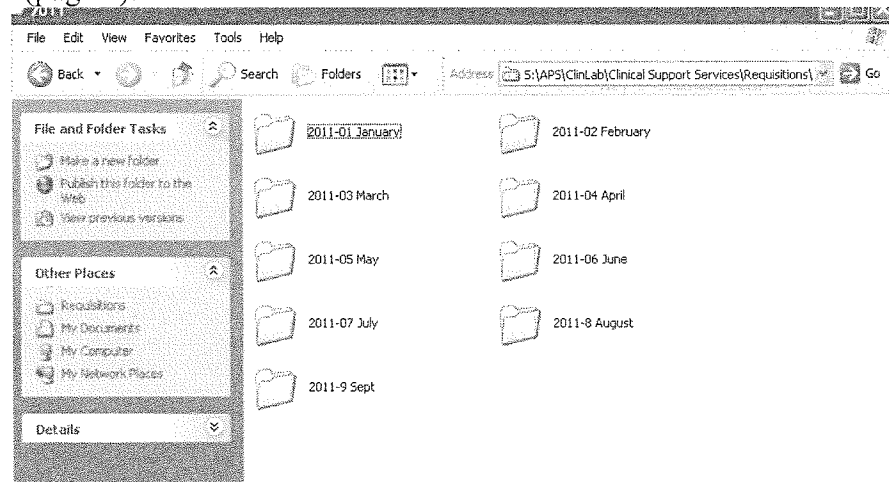 2011
File Edit View Favorites Tools Help
Back Search Folders Address S:\APS\ClinLab\Clinical Support Services\Requisitions\ Go
File and Folder Tasks
Make a new folder
Publish this folder to the
Web
View previous versions
Other Places
Requisitions
My Documents
My Computer
My Network Places
Details
2011-01 January 2011-02 February
2011-03 March 2011-04 April
2011-05 May 2011-06 June
2011-07 July 2011-8 August
2011-9 Sept